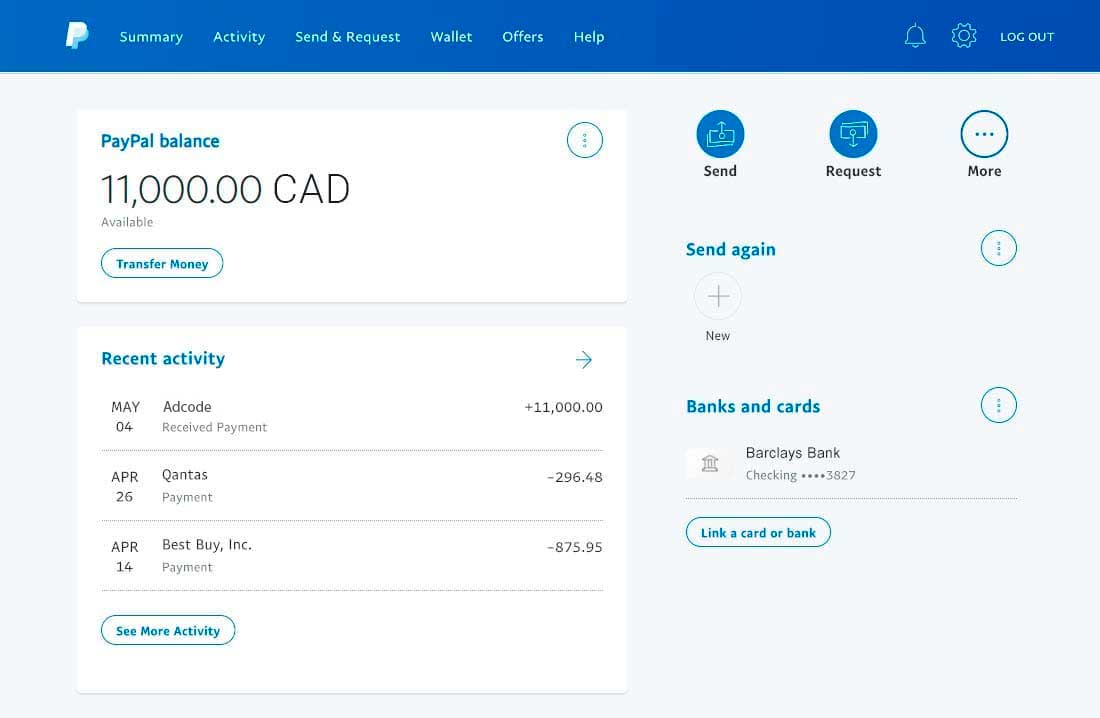 Summary Activity Send & Request Wallet Offers Help LOG OUT
PayPal balance
11,000.00 CAD
Available
Transfer Money
Recent activity
MAY 04 Adcode +11,000.00
Received Payment
APR 26 Qantas -296.48
Payment
APR 14 Best Buy, Inc. -875.95
Payment
See More Activity
Send Request More
Send again
New
Banks and cards
Barclays Bank
Checking ••••3827
Link a card or bank